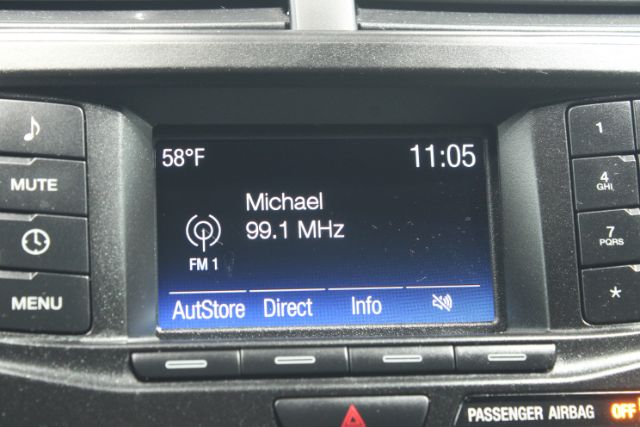 58°F 11:05
Michael
99.1 MHz
FM 1
AutStore Direct Info
MUTE
MENU
1
4
GHI
7
PQRS
*
PASSENGER AIRBAG OFF